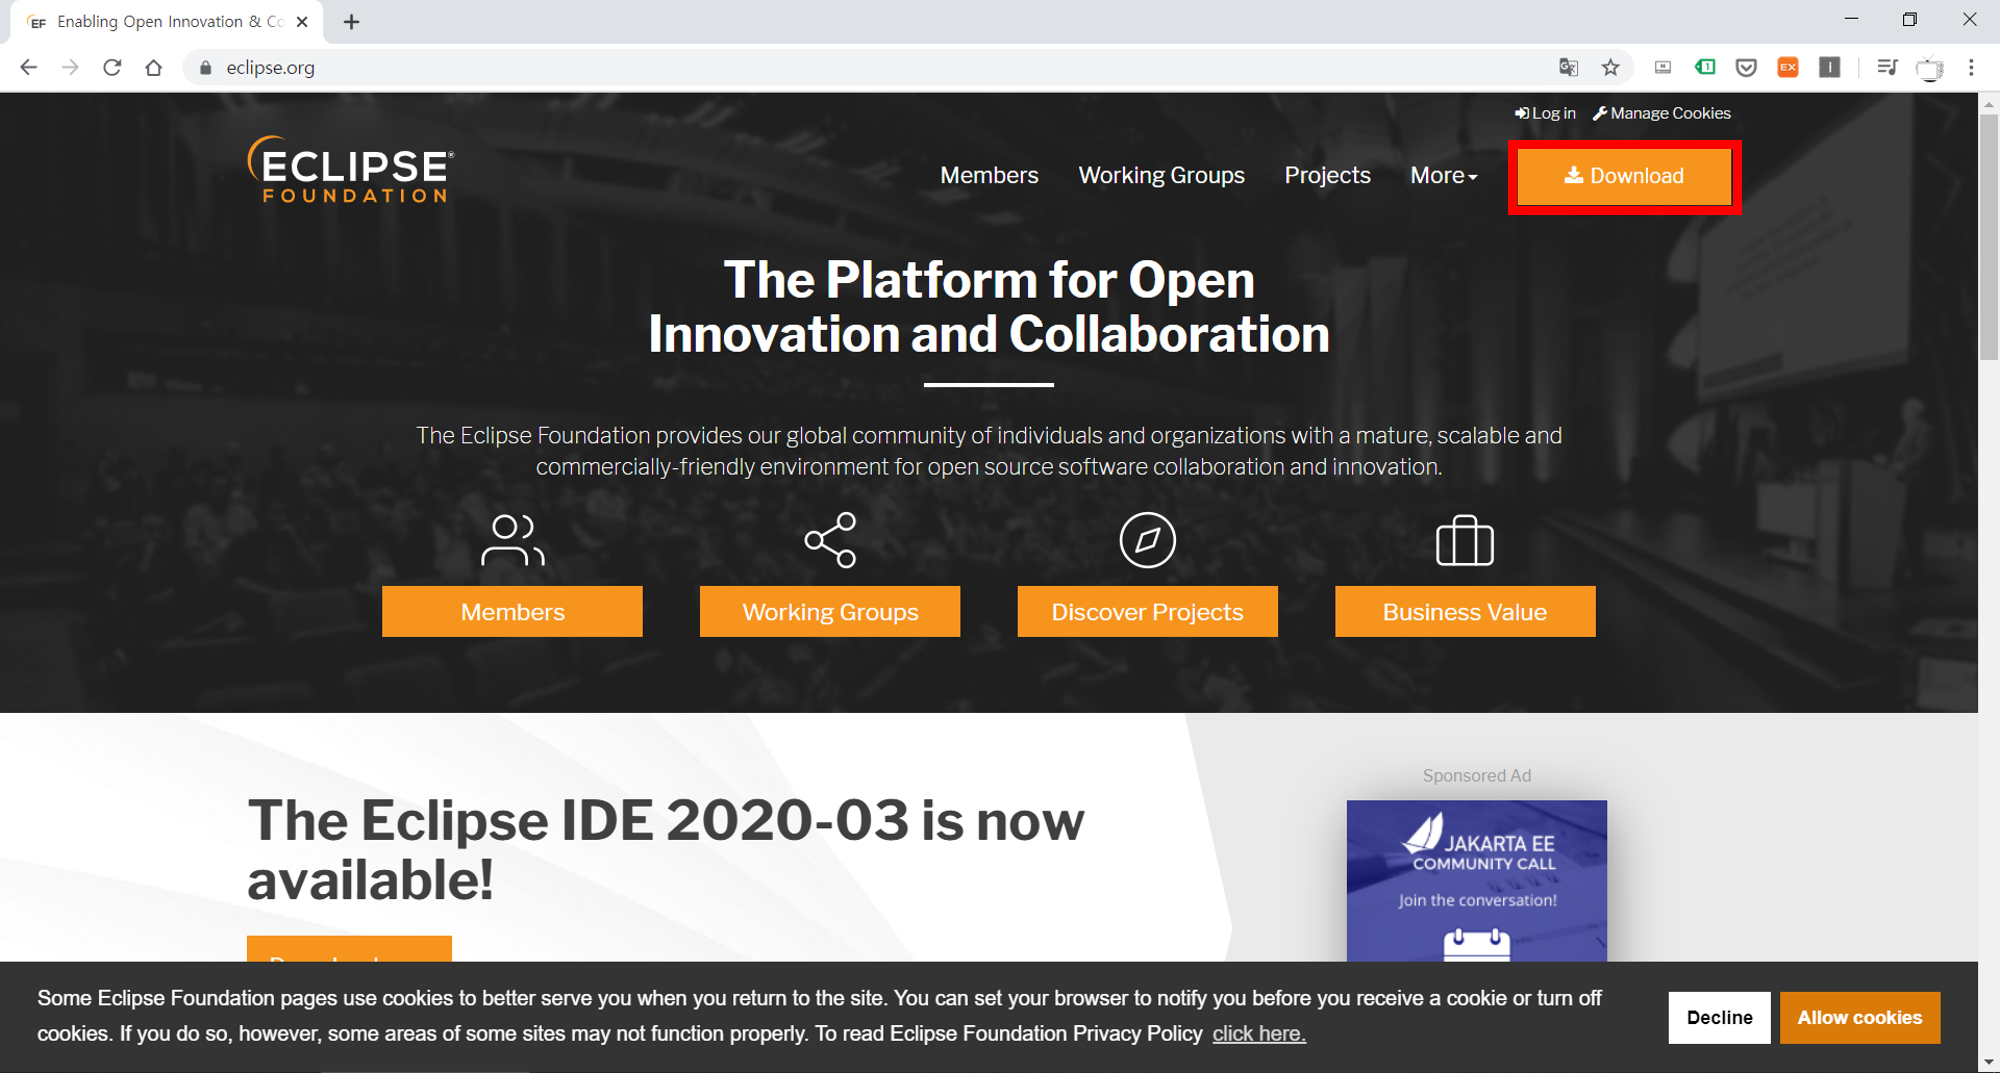 EF Enabling Open Innovation & Co
eclipse.org
Log in Manage Cookies
ECLIPSE®
FOUNDATION
Members Working Groups Projects More Download
The Platform for Open
Innovation and Collaboration
The Eclipse Foundation provides our global community of individuals and organizations with a mature, scalable and
commercially-friendly environment for open source software collaboration and innovation.
Members Working Groups Discover Projects Business Value
The Eclipse IDE 2020-03 is now
available!
Sponsored Ad
JAKARTA EE
COMMUNITY CALL
Join the conversation!
Some Eclipse Foundation pages use cookies to better serve you when you return to the site. You can set your browser to notify you before you receive a cookie or turn off
cookies. If you do so, however, some areas of some sites may not function properly. To read Eclipse Foundation Privacy Policy click here.
Decline Allow cookies